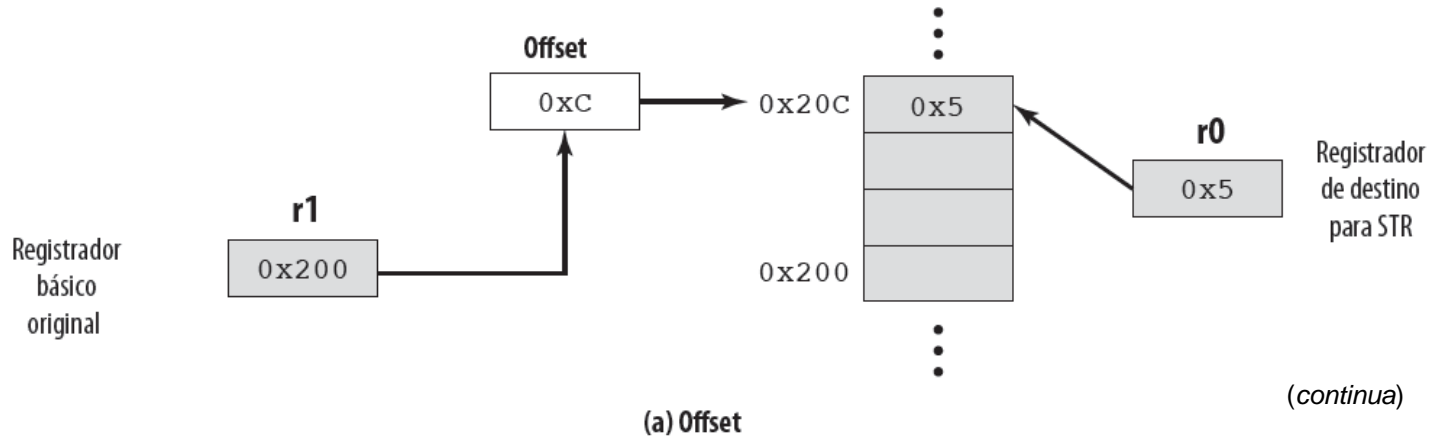 Offset
0xC
0x20C
0x5
r0
0x5
Registrador
de destino
para STR
r1
0x200
Registrador
básico
original
0x200
(continua)
(a) Offset